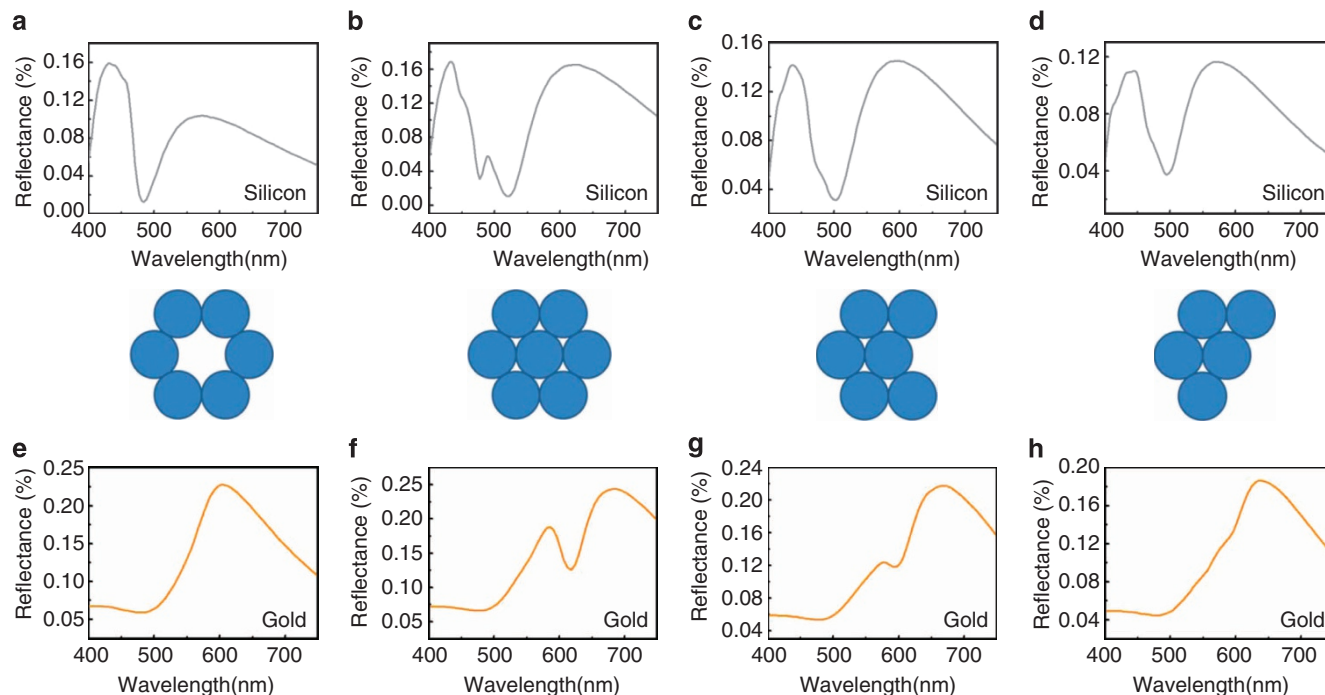 a
Reflectance (%)
0.16
0.12
0.08
0.04
0.00
Silicon
400 500 600 700
Wavelength(nm)
b
Reflectance (%)
0.16
0.12
0.08
0.04
0.00
Silicon
400 500 600 700
Wavelength(nm)
c
Reflectance (%)
0.16
0.12
0.08
0.04
Silicon
400 500 600 700
Wavelength(nm)
d
Reflectance (%)
0.12
0.08
0.04
Silicon
400 500 600 700
Wavelength(nm)
e
Reflectance (%)
0.25
0.20
0.15
0.10
0.05
Gold
400 500 600 700
Wavelength(nm)
f
Reflectance (%)
0.25
0.20
0.15
0.10
0.05
Gold
400 500 600 700
Wavelength(nm)
g
Reflectance (%)
0.24
0.20
0.16
0.12
0.08
0.04
Gold
400 500 600 700
Wavelength(nm)
h
Reflectance (%)
0.20
0.16
0.12
0.08
0.04
Gold
400 500 600 700
Wavelength(nm)